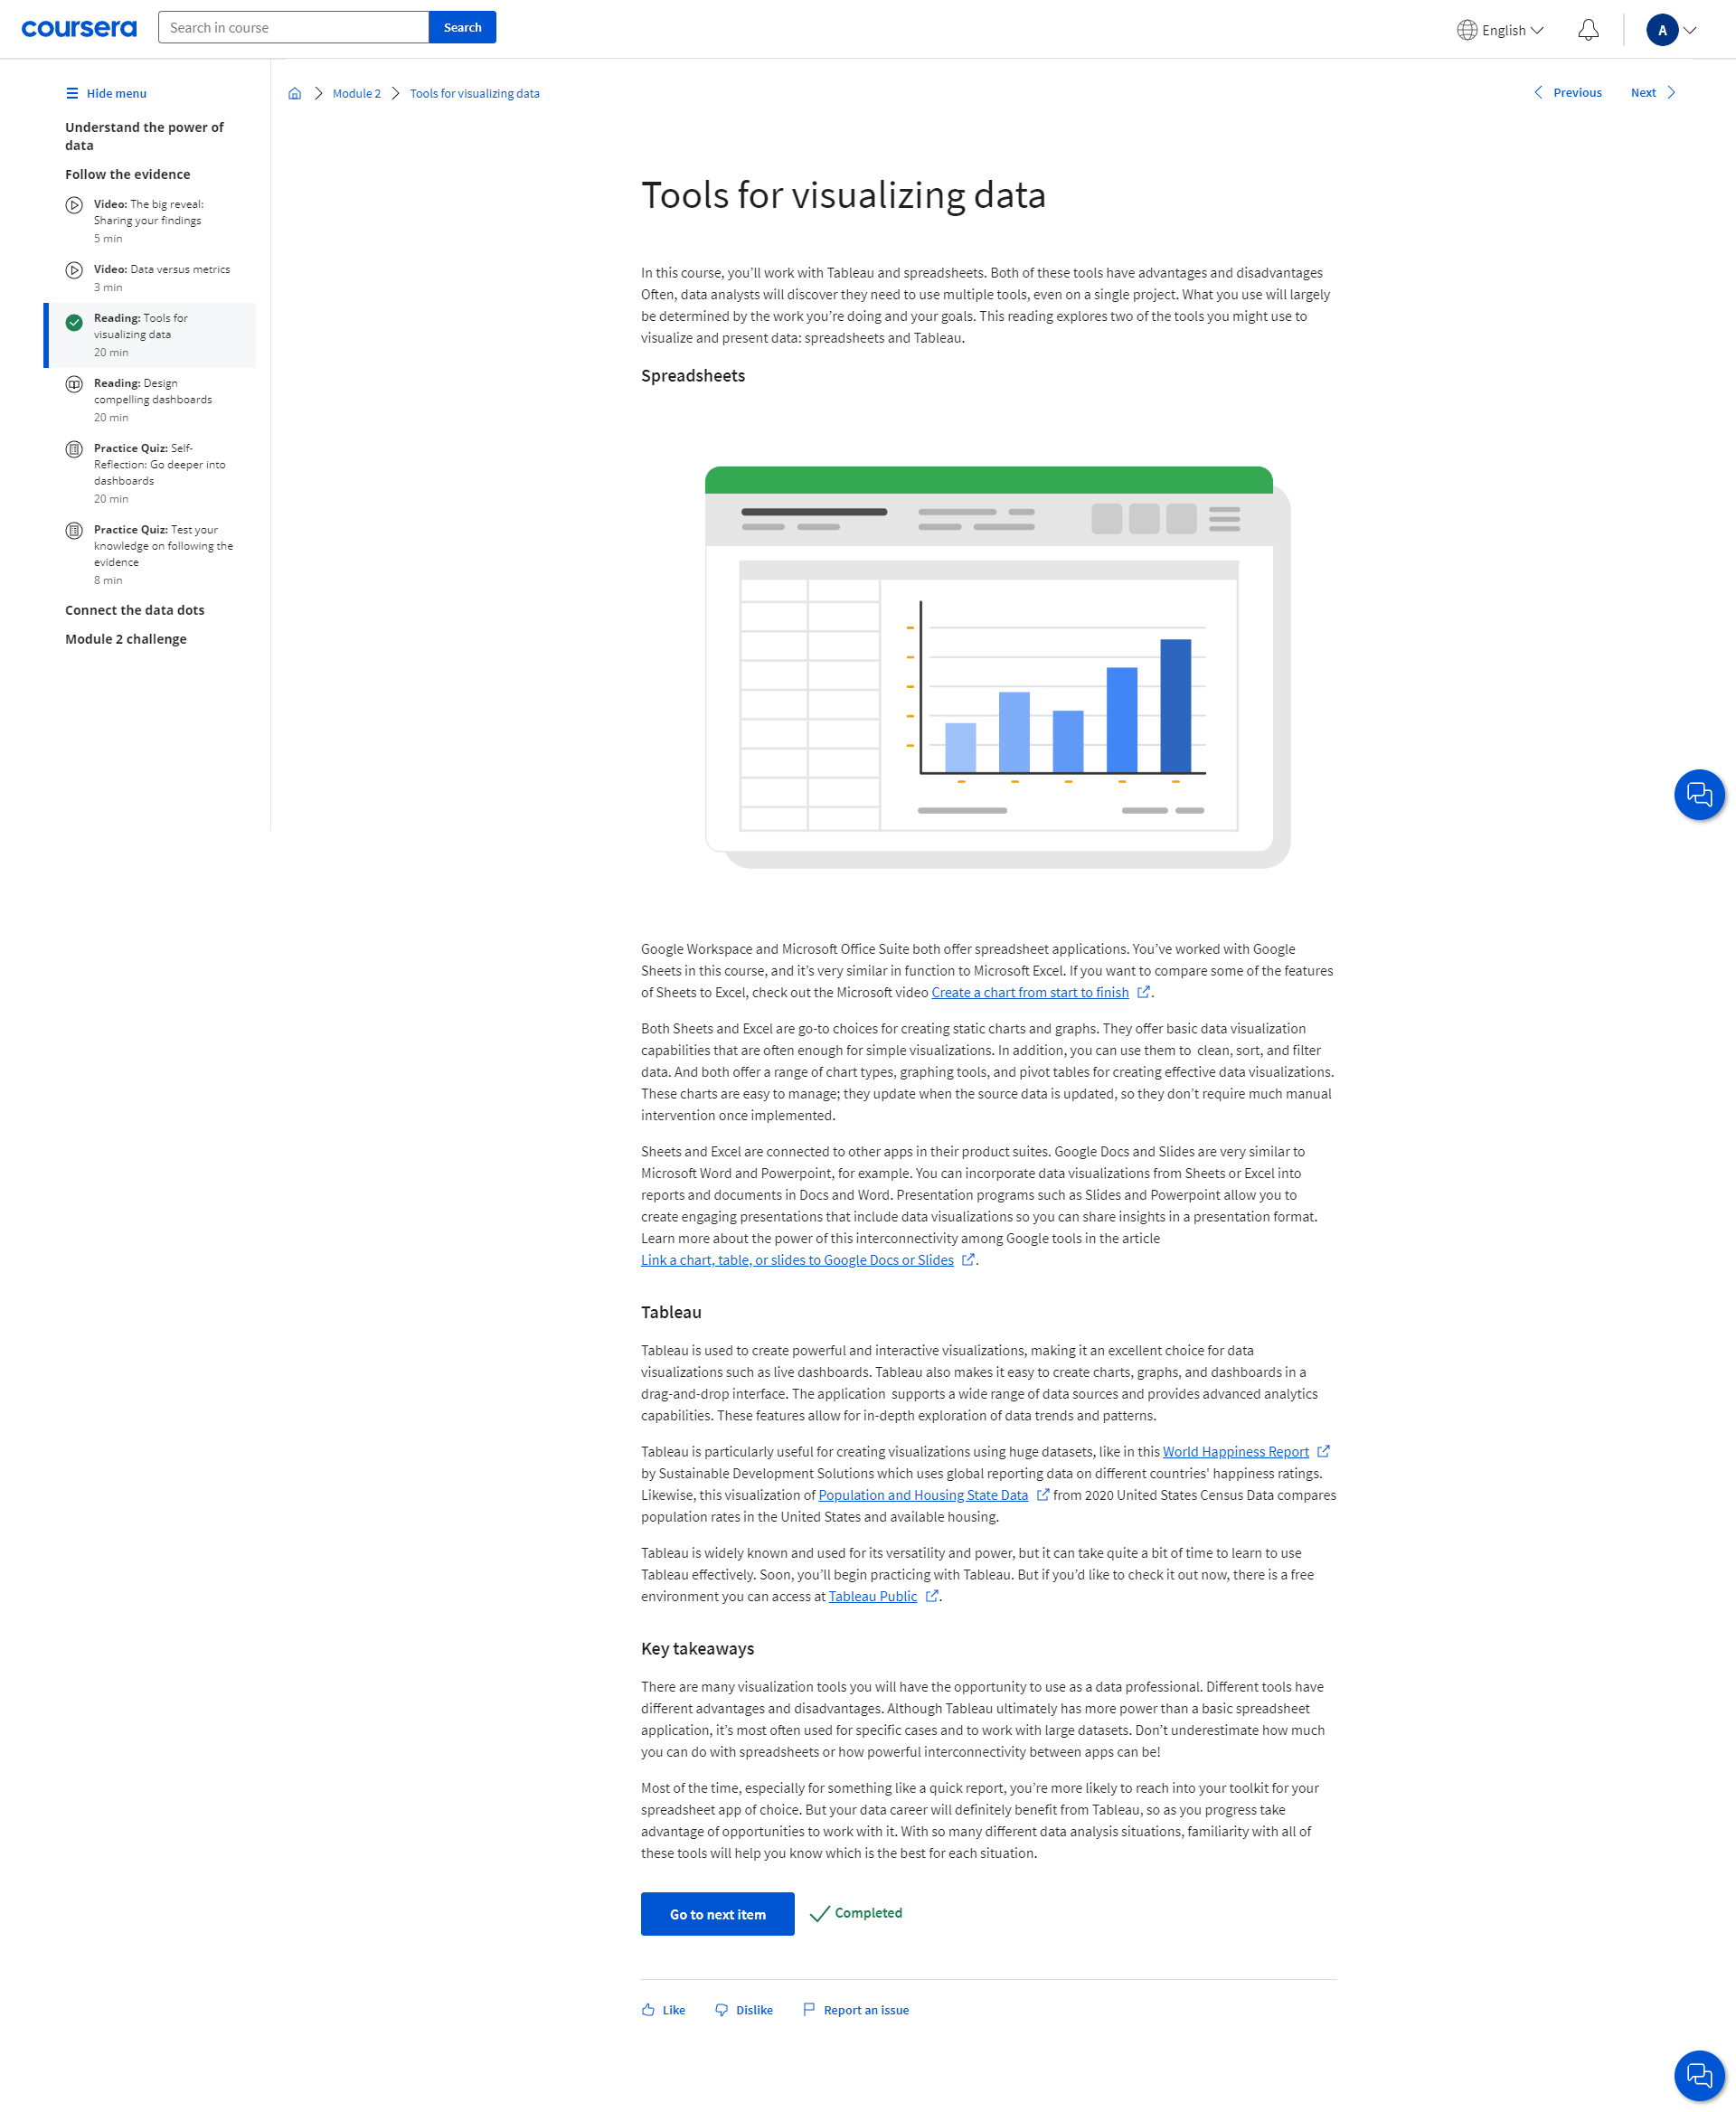 coursera
Search in course
Search
English
A
Hide menu
Understand the power of
data
Follow the evidence
Video: The big reveal:
Sharing your findings
5 min
Video: Data versus metrics
3 min
Reading: Tools for
visualizing data
20 min
Reading: Design
compelling dashboards
20 min
Practice Quiz: Self-
Reflection: Go deeper into
dashboards
20 min
Practice Quiz: Test your
knowledge on following the
evidence
8 min
Connect the data dots
Module 2 challenge
Module 2
Tools for visualizing data
Previous
Next
Tools for visualizing data
In this course, you’ll work with Tableau and spreadsheets. Both of these tools have advantages and disadvantages
Often, data analysts will discover they need to use multiple tools, even on a single project. What you use will largely
be determined by the work you’re doing and your goals. This reading explores two of the tools you might use to
visualize and present data: spreadsheets and Tableau.
Spreadsheets
Google Workspace and Microsoft Office Suite both offer spreadsheet applications. You’ve worked with Google
Sheets in this course, and it’s very similar in function to Microsoft Excel. If you want to compare some of the features
of Sheets to Excel, check out the Microsoft video Create a chart from start to finish .
Both Sheets and Excel are go-to choices for creating static charts and graphs. They offer basic data visualization
capabilities that are often enough for simple visualizations. In addition, you can use them to  clean, sort, and filter
data. And both offer a range of chart types, graphing tools, and pivot tables for creating effective data visualizations.
These charts are easy to manage; they update when the source data is updated, so they don’t require much manual
intervention once implemented.
Sheets and Excel are connected to other apps in their product suites. Google Docs and Slides are very similar to
Microsoft Word and Powerpoint, for example. You can incorporate data visualizations from Sheets or Excel into
reports and documents in Docs and Word. Presentation programs such as Slides and Powerpoint allow you to
create engaging presentations that include data visualizations so you can share insights in a presentation format.
Learn more about the power of this interconnectivity among Google tools in the article
Link a chart, table, or slides to Google Docs or Slides .
Tableau
Tableau is used to create powerful and interactive visualizations, making it an excellent choice for data
visualizations such as live dashboards. Tableau also makes it easy to create charts, graphs, and dashboards in a
drag-and-drop interface. The application  supports a wide range of data sources and provides advanced analytics
capabilities. These features allow for in-depth exploration of data trends and patterns.
Tableau is particularly useful for creating visualizations using huge datasets, like in this World Happiness Report
by Sustainable Development Solutions which uses global reporting data on different countries' happiness ratings.
Likewise, this visualization of Population and Housing State Data from 2020 United States Census Data compares
population rates in the United States and available housing.
Tableau is widely known and used for its versatility and power, but it can take quite a bit of time to learn to use
Tableau effectively. Soon, you’ll begin practicing with Tableau. But if you’d like to check it out now, there is a free
environment you can access at Tableau Public .
Key takeaways
There are many visualization tools you will have the opportunity to use as a data professional. Different tools have
different advantages and disadvantages. Although Tableau ultimately has more power than a basic spreadsheet
application, it’s most often used for specific cases and to work with large datasets. Don’t underestimate how much
you can do with spreadsheets or how powerful interconnectivity between apps can be!
Most of the time, especially for something like a quick report, you’re more likely to reach into your toolkit for your
spreadsheet app of choice. But your data career will definitely benefit from Tableau, so as you progress take
advantage of opportunities to work with it. With so many different data analysis situations, familiarity with all of
these tools will help you know which is the best for each situation.
Go to next item
Completed
Like
Dislike
Report an issue